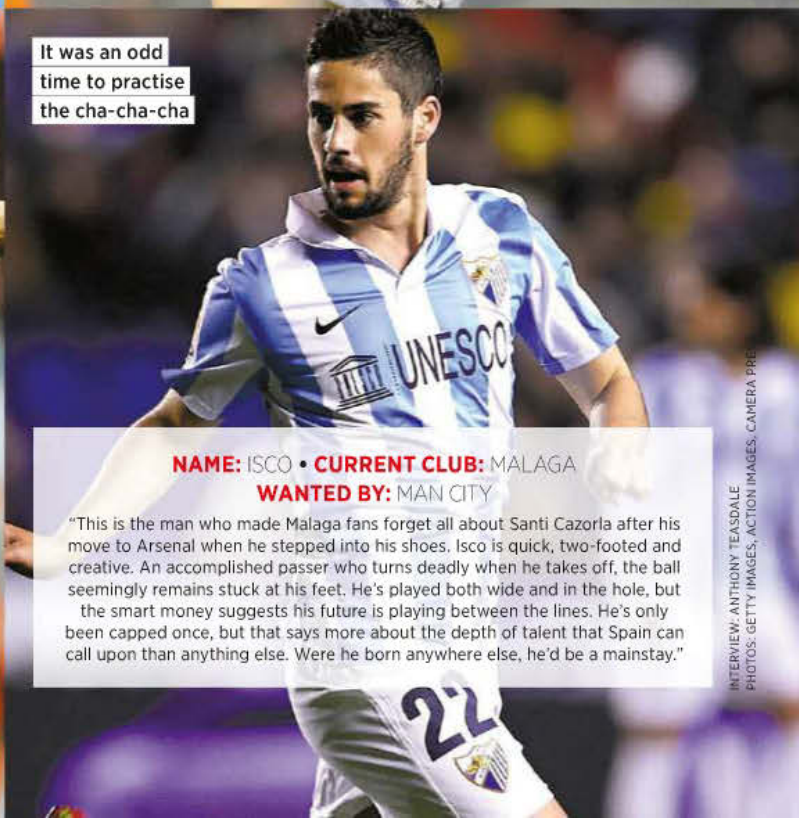 It was an odd
time to practise
the cha-cha-cha
UNESCO
NAME: ISCO • CURRENT CLUB: MALAGA
WANTED BY: MAN CITY
“This is the man who made Malaga fans forget all about Santi Cazorla after his
move to Arsenal when he stepped into his shoes. Isco is quick, two-footed and
creative. An accomplished passer who turns deadly when he takes off, the ball
seemingly remains stuck at his feet. He’s played both wide and in the hole, but
the smart money suggests his future is playing between the lines. He’s only
been capped once, but that says more about the depth of talent that Spain can
call upon than anything else. Were he born anywhere else, he’d be a mainstay.”
22
INTERVIEW: ANTHONY TEASDALE
PHOTOS: GETTY IMAGES, ACTION IMAGES, CAMERA